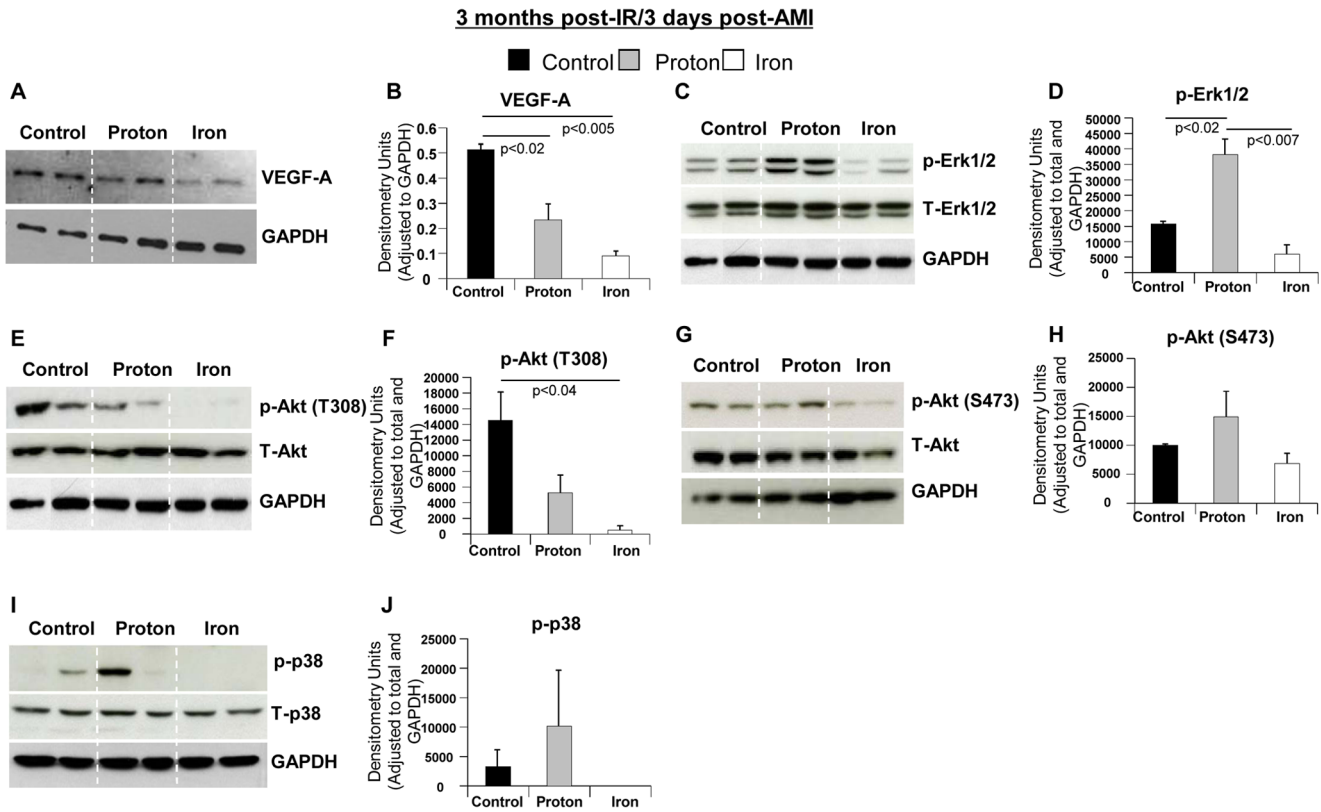 3 months post-IR/3 days post-AMI
Control Proton Iron
A
Control Proton Iron
VEGF-A
GAPDH
B
VEGF-A
p<0.005
p<0.02
Densitometry Units
(Adjusted to GAPDH)
0.6
0.5
0.4
0.3
0.2
0.1
0
Control Proton Iron
C
Control Proton Iron
p-Erk1/2
T-Erk1/2
GAPDH
D
p-Erk1/2
p<0.02
p<0.007
Densitometry Units
(Adjusted to total and
GAPDH)
50000
45000
40000
35000
30000
25000
20000
15000
10000
5000
0
Control Proton Iron
E
Control Proton Iron
p-Akt (T308)
T-Akt
GAPDH
F
p-Akt (T308)
p<0.04
Densitometry Units
(Adjusted to total and
GAPDH)
20000
18000
16000
14000
12000
10000
8000
6000
4000
2000
0
Control Proton Iron
G
Control Proton Iron
p-Akt (S473)
T-Akt
GAPDH
H
p-Akt (S473)
Densitometry Units
(Adjusted to total and
GAPDH)
25000
20000
15000
10000
5000
0
Control Proton Iron
I
Control Proton Iron
p-p38
T-p38
GAPDH
J
p-p38
Densitometry Units
(Adjusted to total and
GAPDH)
25000
20000
15000
10000
5000
0
Control Proton Iron